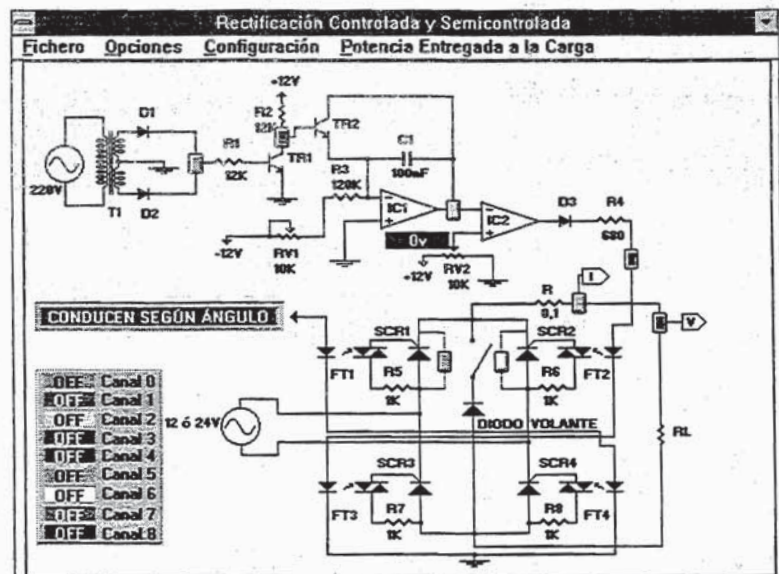 Rectificación Controlada y Semicontrolada
Fichero Opciones Configuración Potencia Entregada a la Carga
+12V
D1
R2
12K
TR2
R1
TR1
C1
100nF
220V
12K
R3
120K
T1
D2
IC1
IC2
D3
R4
680
0v
-12V
RV1
10K
+12V
RV2
10K
R
0,1
I
V
CONDUCEN SEGÚN ÁNGULO
SCR1
SCR2
FT1
R5
1K
R6
1K
FT2
12 ó 24V
DIODO VOLANTE
RL
OFF Canal 0
OFF Canal 1
OFF Canal 2
OFF Canal 3
OFF Canal 4
OFF Canal 5
OFF Canal 6
OFF Canal 7
OFF Canal 8
SCR3
SCR4
FT3
R7
1K
R8
1K
FT4